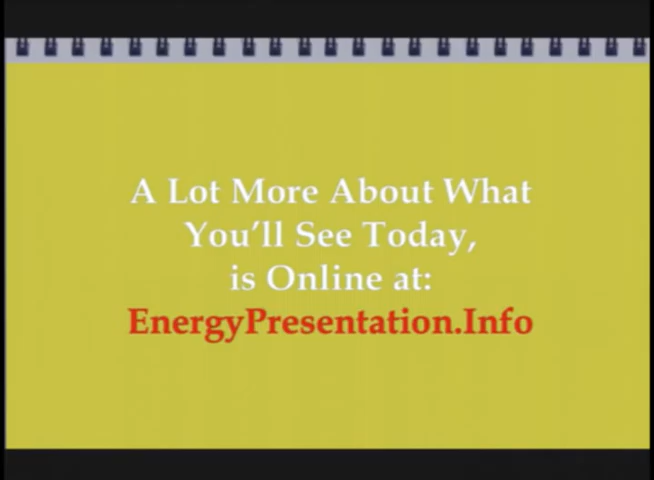 A Lot More About What
You’ll See Today,
is Online at:
EnergyPresentation.Info